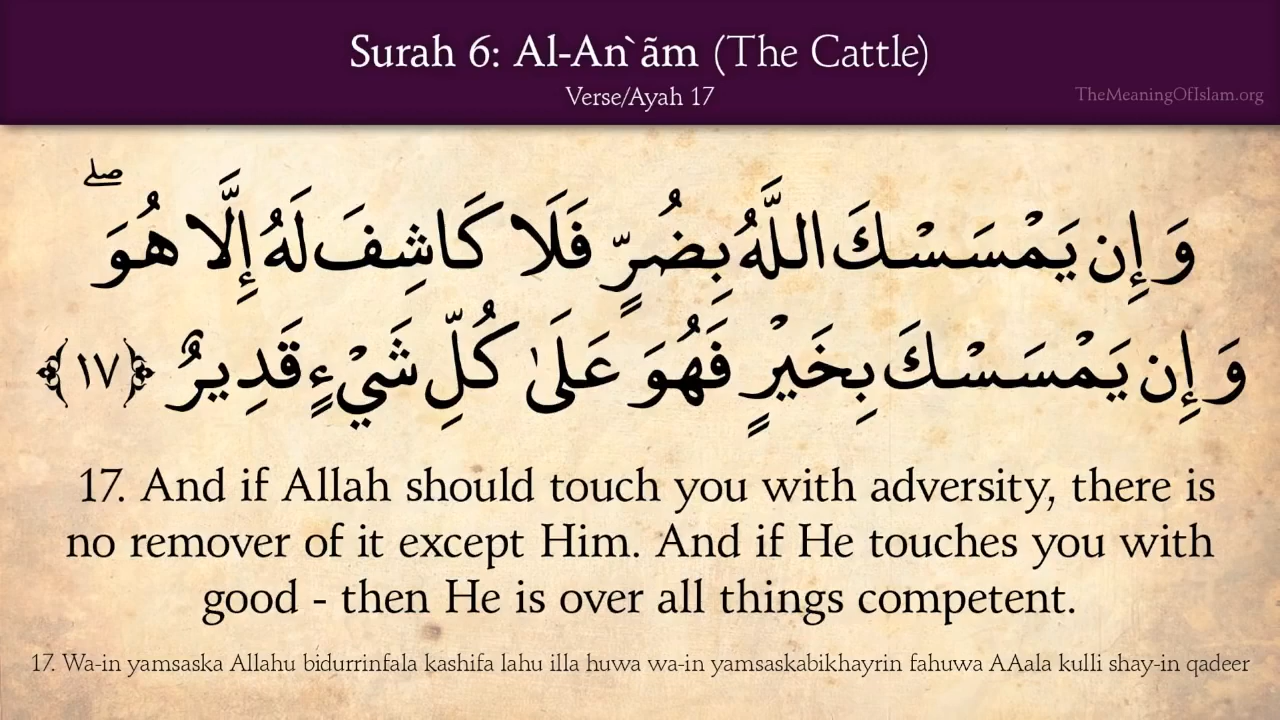 Surah 6: Al-An`ãm (The Cattle)
Verse/Ayah 17
TheMeaningOfIslam.org
وَإِن يَمْسَسْكَ اللَّهُ بِضُرٍّ فَلَا كَاشِفَ لَهُ إِلَّا هُوَ ۖ
وَإِن يَمْسَسْكَ بِخَيْرٍ فَهُوَ عَلَىٰ كُلِّ شَيْءٍ قَدِيرٌ ﴿١٧﴾
17. And if Allah should touch you with adversity, there is
no remover of it except Him. And if He touches you with
good - then He is over all things competent.
17. Wa-in yamsaska Allahu bidurrinfala kashifa lahu illa huwa wa-in yamsaskabikhayrin fahuwa AAala kulli shay-in qadeer